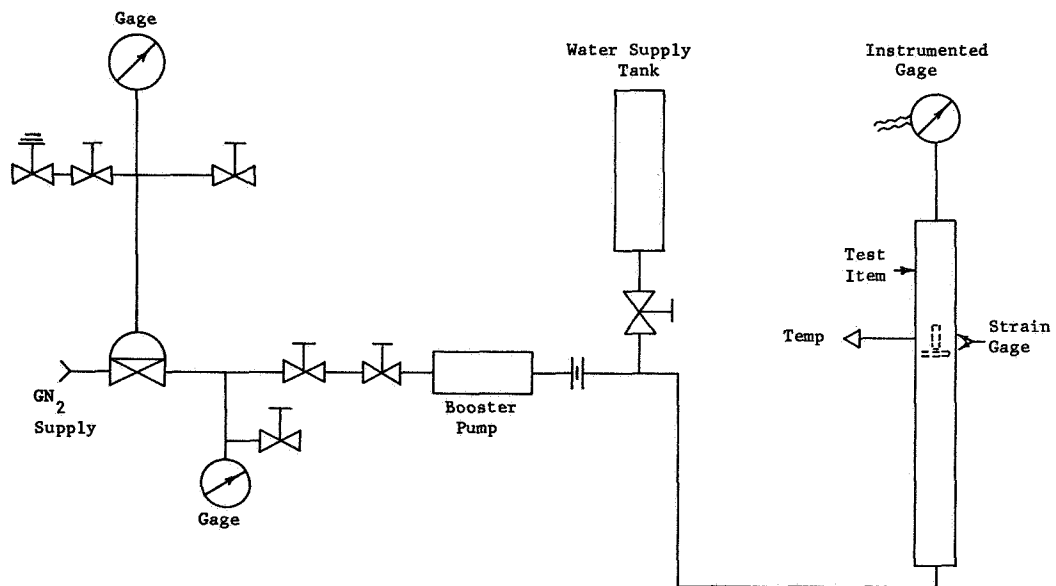 Gage
Water Supply
Tank
Instrumented
Gage
Test
Item
Temp
Strain
Gage
GN2
Supply
Booster
Pump
Gage